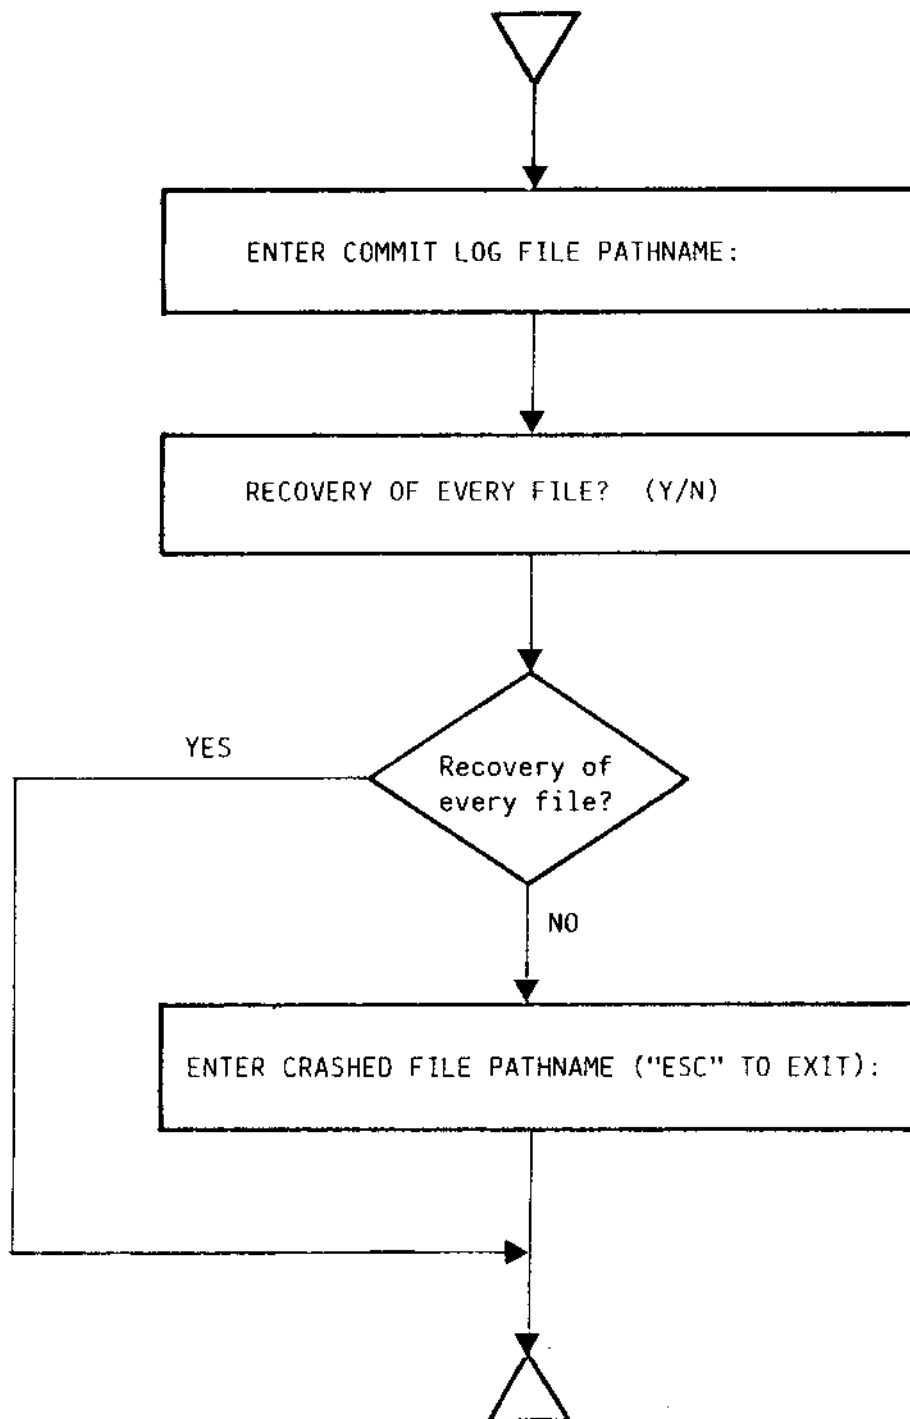 ENTER COMMIT LOG FILE PATHNAME:
RECOVERY OF EVERY FILE? (Y/N)
YES
Recovery of
every file?
NO
ENTER CRASHED FILE PATHNAME ("ESC" TO EXIT):